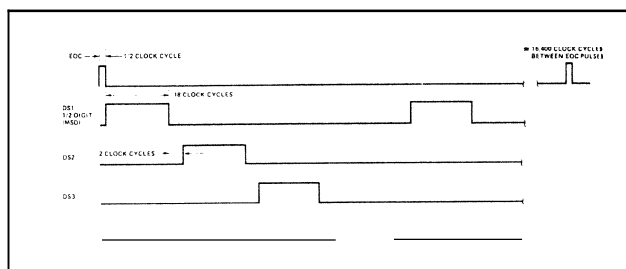 EOC
1/2 CLOCK CYCLE
≈ 16,400 CLOCK CYCLES
BETWEEN EOC PULSES
18 CLOCK CYCLES
DS1
1/2 DIGIT
(MSD)
2 CLOCK CYCLES
DS2
DS3